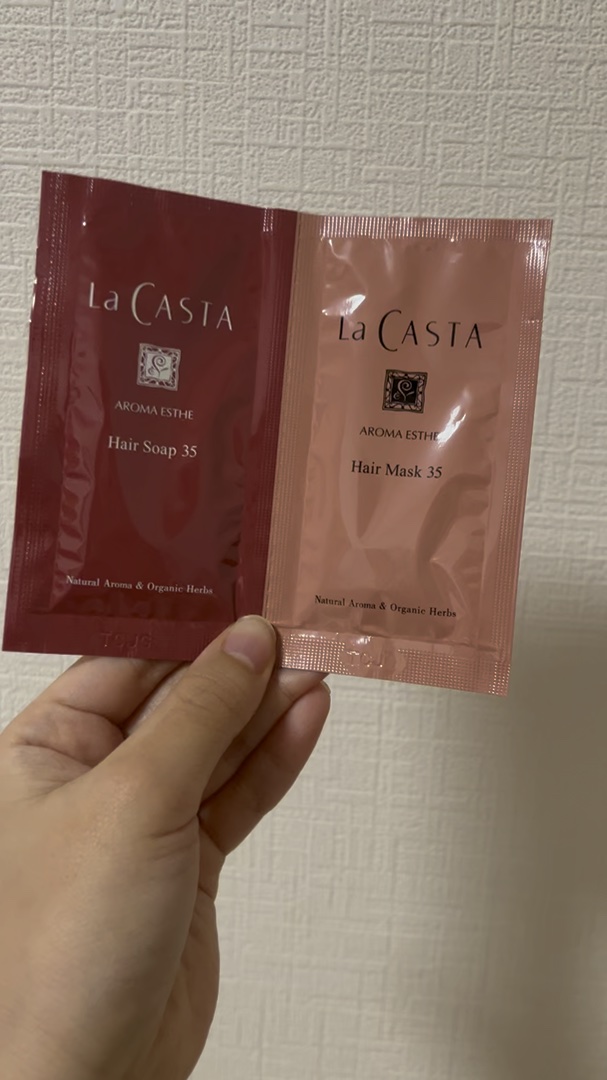 La CASTA
AROMA ESTHE
Hair Soap 35
Natural Aroma & Organic Herbs
La CASTA
AROMA ESTHE
Hair Mask 35
Natural Aroma & Organic Herbs